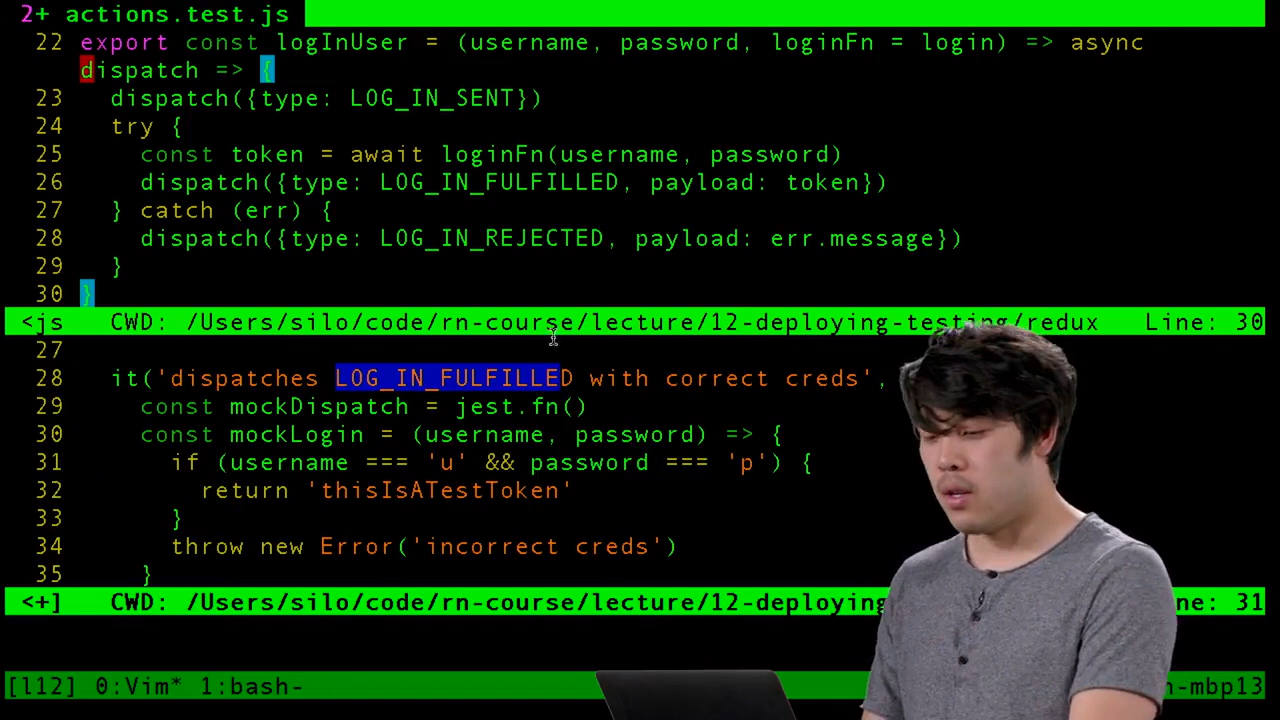 2+ actions.test.js
22 export const logInUser = (username, password, loginFn = login) => async
dispatch => {
23 dispatch({type: LOG_IN_SENT})
24 try {
25 const token = await loginFn(username, password)
26 dispatch({type: LOG_IN_FULFILLED, payload: token})
27 } catch (err) {
28 dispatch({type: LOG_IN_REJECTED, payload: err.message})
29 }
30 }
<js CWD: /Users/silo/code/rn-course/lecture/12-deploying-testing/redux Line: 30
27
28 it('dispatches LOG_IN_FULFILLED with correct creds',
29 const mockDispatch = jest.fn()
30 const mockLogin = (username, password) => {
31 if (username === 'u' && password === 'p') {
32 return 'thisIsATestToken'
33 }
34 throw new Error('incorrect creds')
35 }
<+] CWD: /Users/silo/code/rn-course/lecture/12-deploying ne: 31
[l12] 0:Vim* 1:bash- -mbp13